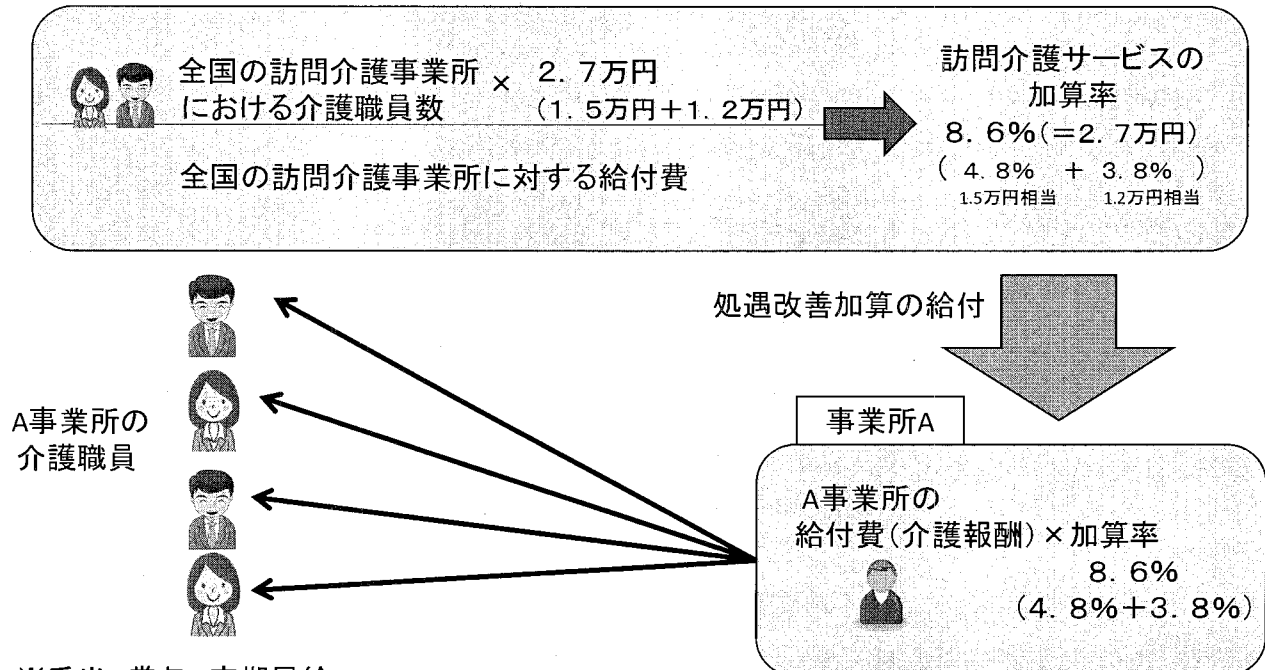 全国の訪問介護事業所
における介護職員数
× 2.7万円
(1.5万円+1.2万円)
全国の訪問介護事業所に対する給付費
訪問介護サービスの
加算率
8.6%(=2.7万円)
( 4.8% + 3.8% )
1.5万円相当 1.2万円相当
処遇改善加算の給付
A事業所の
介護職員
事業所A
A事業所の
給付費(介護報酬)×加算率
8.6%
(4.8%+3.8%)